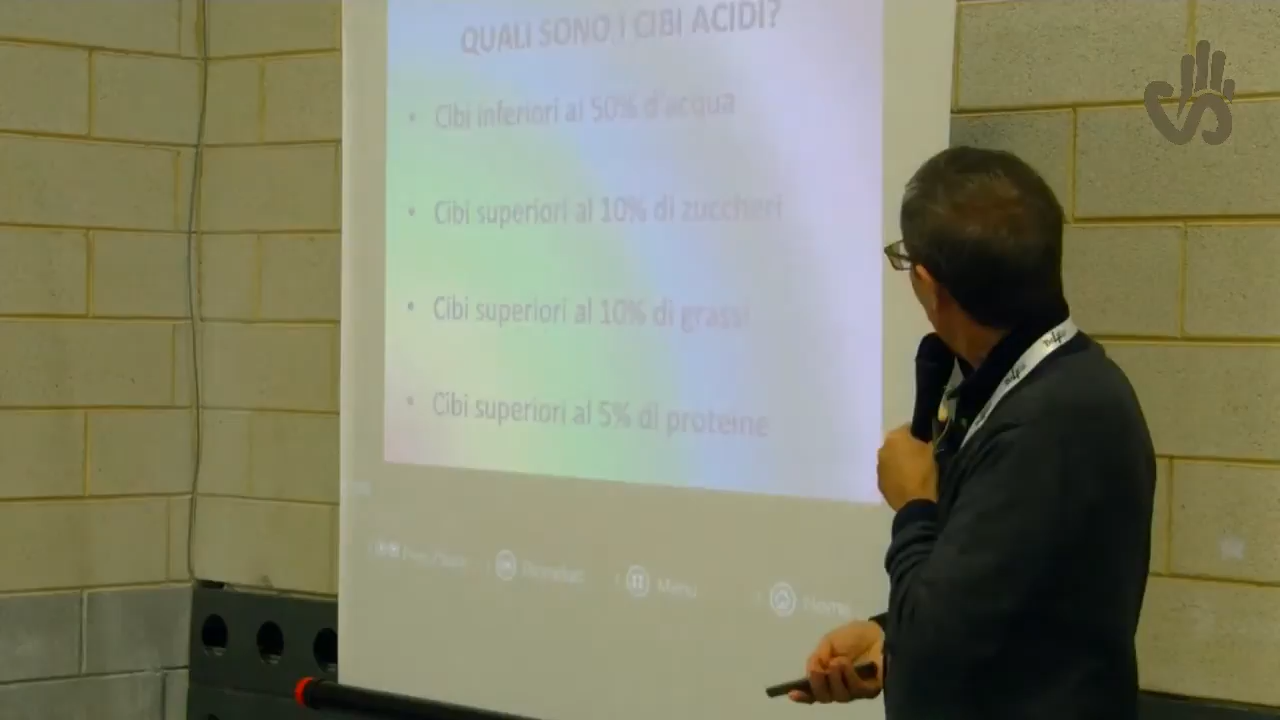 QUALI SONO I CIBI ACIDI?
• Cibi inferiori al 50% d'acqua
• Cibi superiori al 10% di zuccheri
• Cibi superiori al 10% di grassi
• Cibi superiori al 5% di proteine
Menu